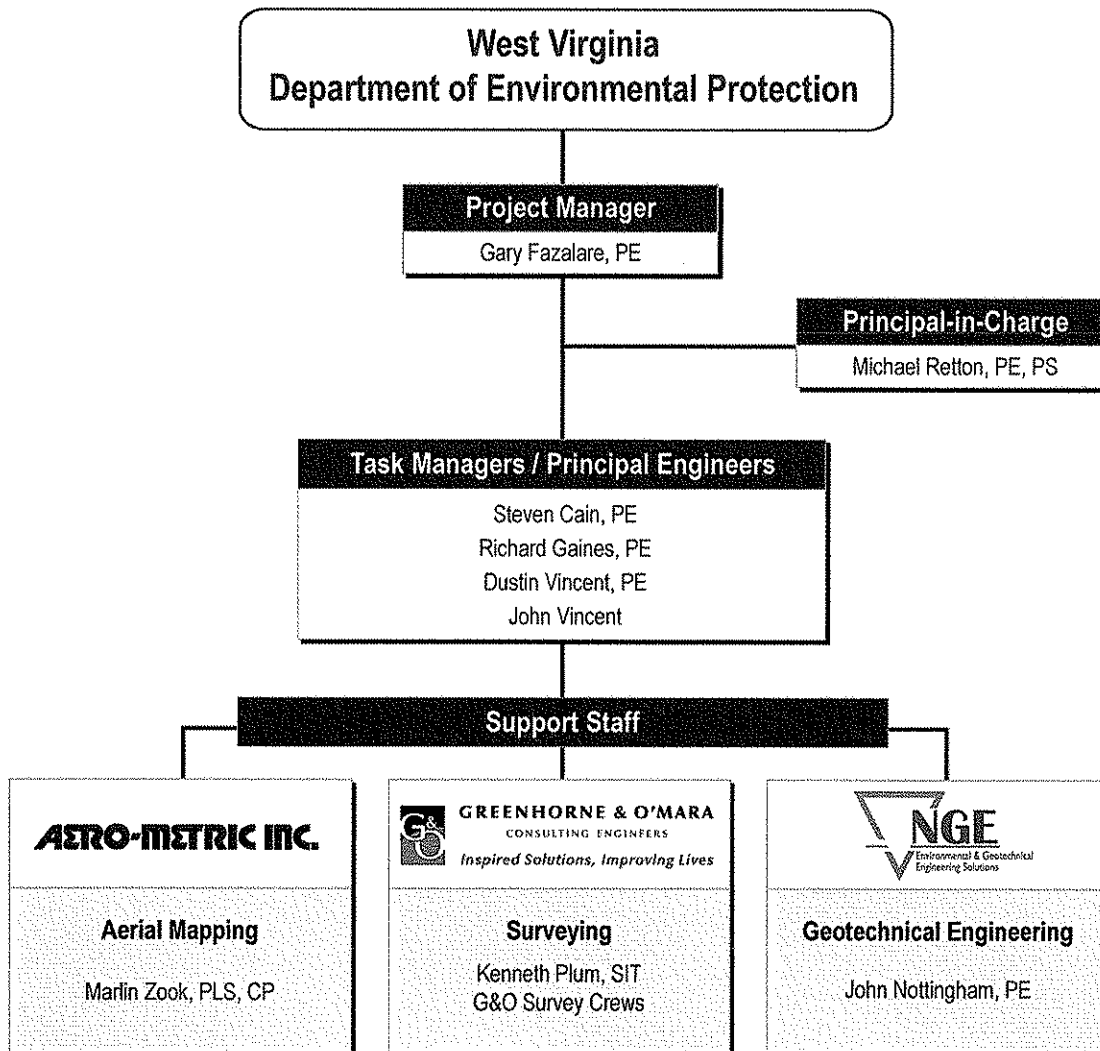 West Virginia
Department of Environmental Protection
Project Manager
Gary Fazalare, PE
Principal-in-Charge
Michael Retton, PE, PS
Task Managers / Principal Engineers
Steven Cain, PE
Richard Gaines, PE
Dustin Vincent, PE
John Vincent
Support Staff
AERO-METRIC INC.
Aerial Mapping
Marlin Zook, PLS, CP
G&O
GREENHORNE & O'MARA
CONSULTING ENGINEERS
Inspired Solutions, Improving Lives
Surveying
Kenneth Plum, SIT
G&O Survey Crews
NGE
Environmental & Geotechnical
Engineering Solutions
Geotechnical Engineering
John Nottingham, PE